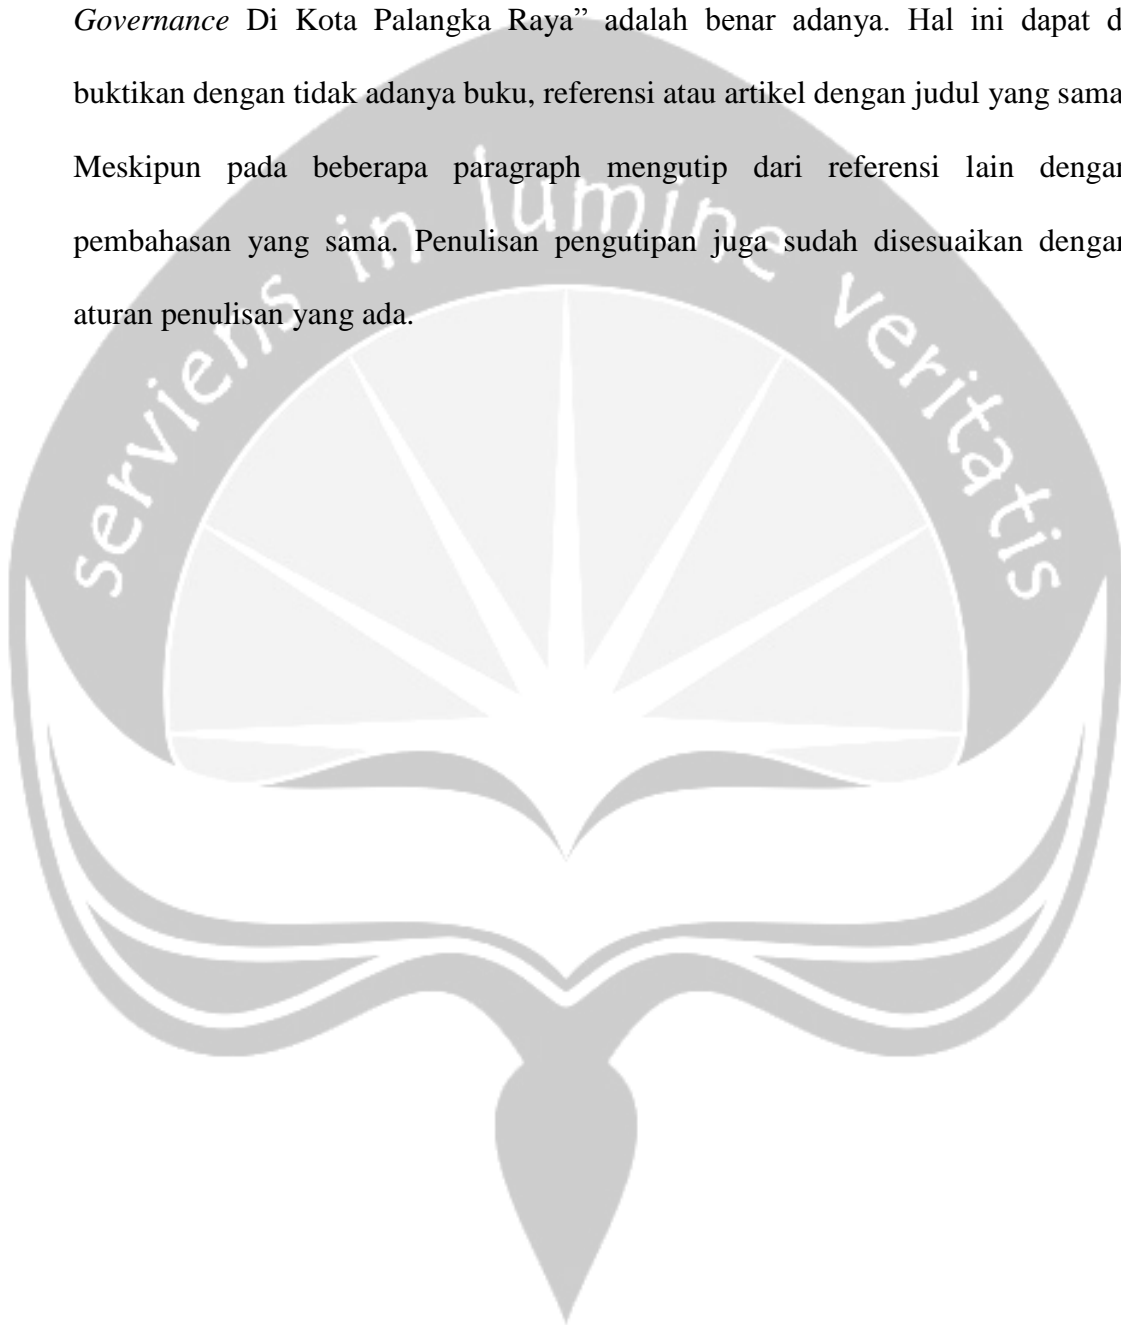 Governance Di Kota Palangka Raya” adalah benar adanya. Hal ini dapat d
buktikan dengan tidak adanya buku, referensi atau artikel dengan judul yang sama
Meskipun pada beberapa paragraph mengutip dari referensi lain dengan
pembahasan yang sama. Penulisan pengutipan juga sudah disesuaikan dengan
aturan penulisan yang ada.
serviens in lumine veritatis